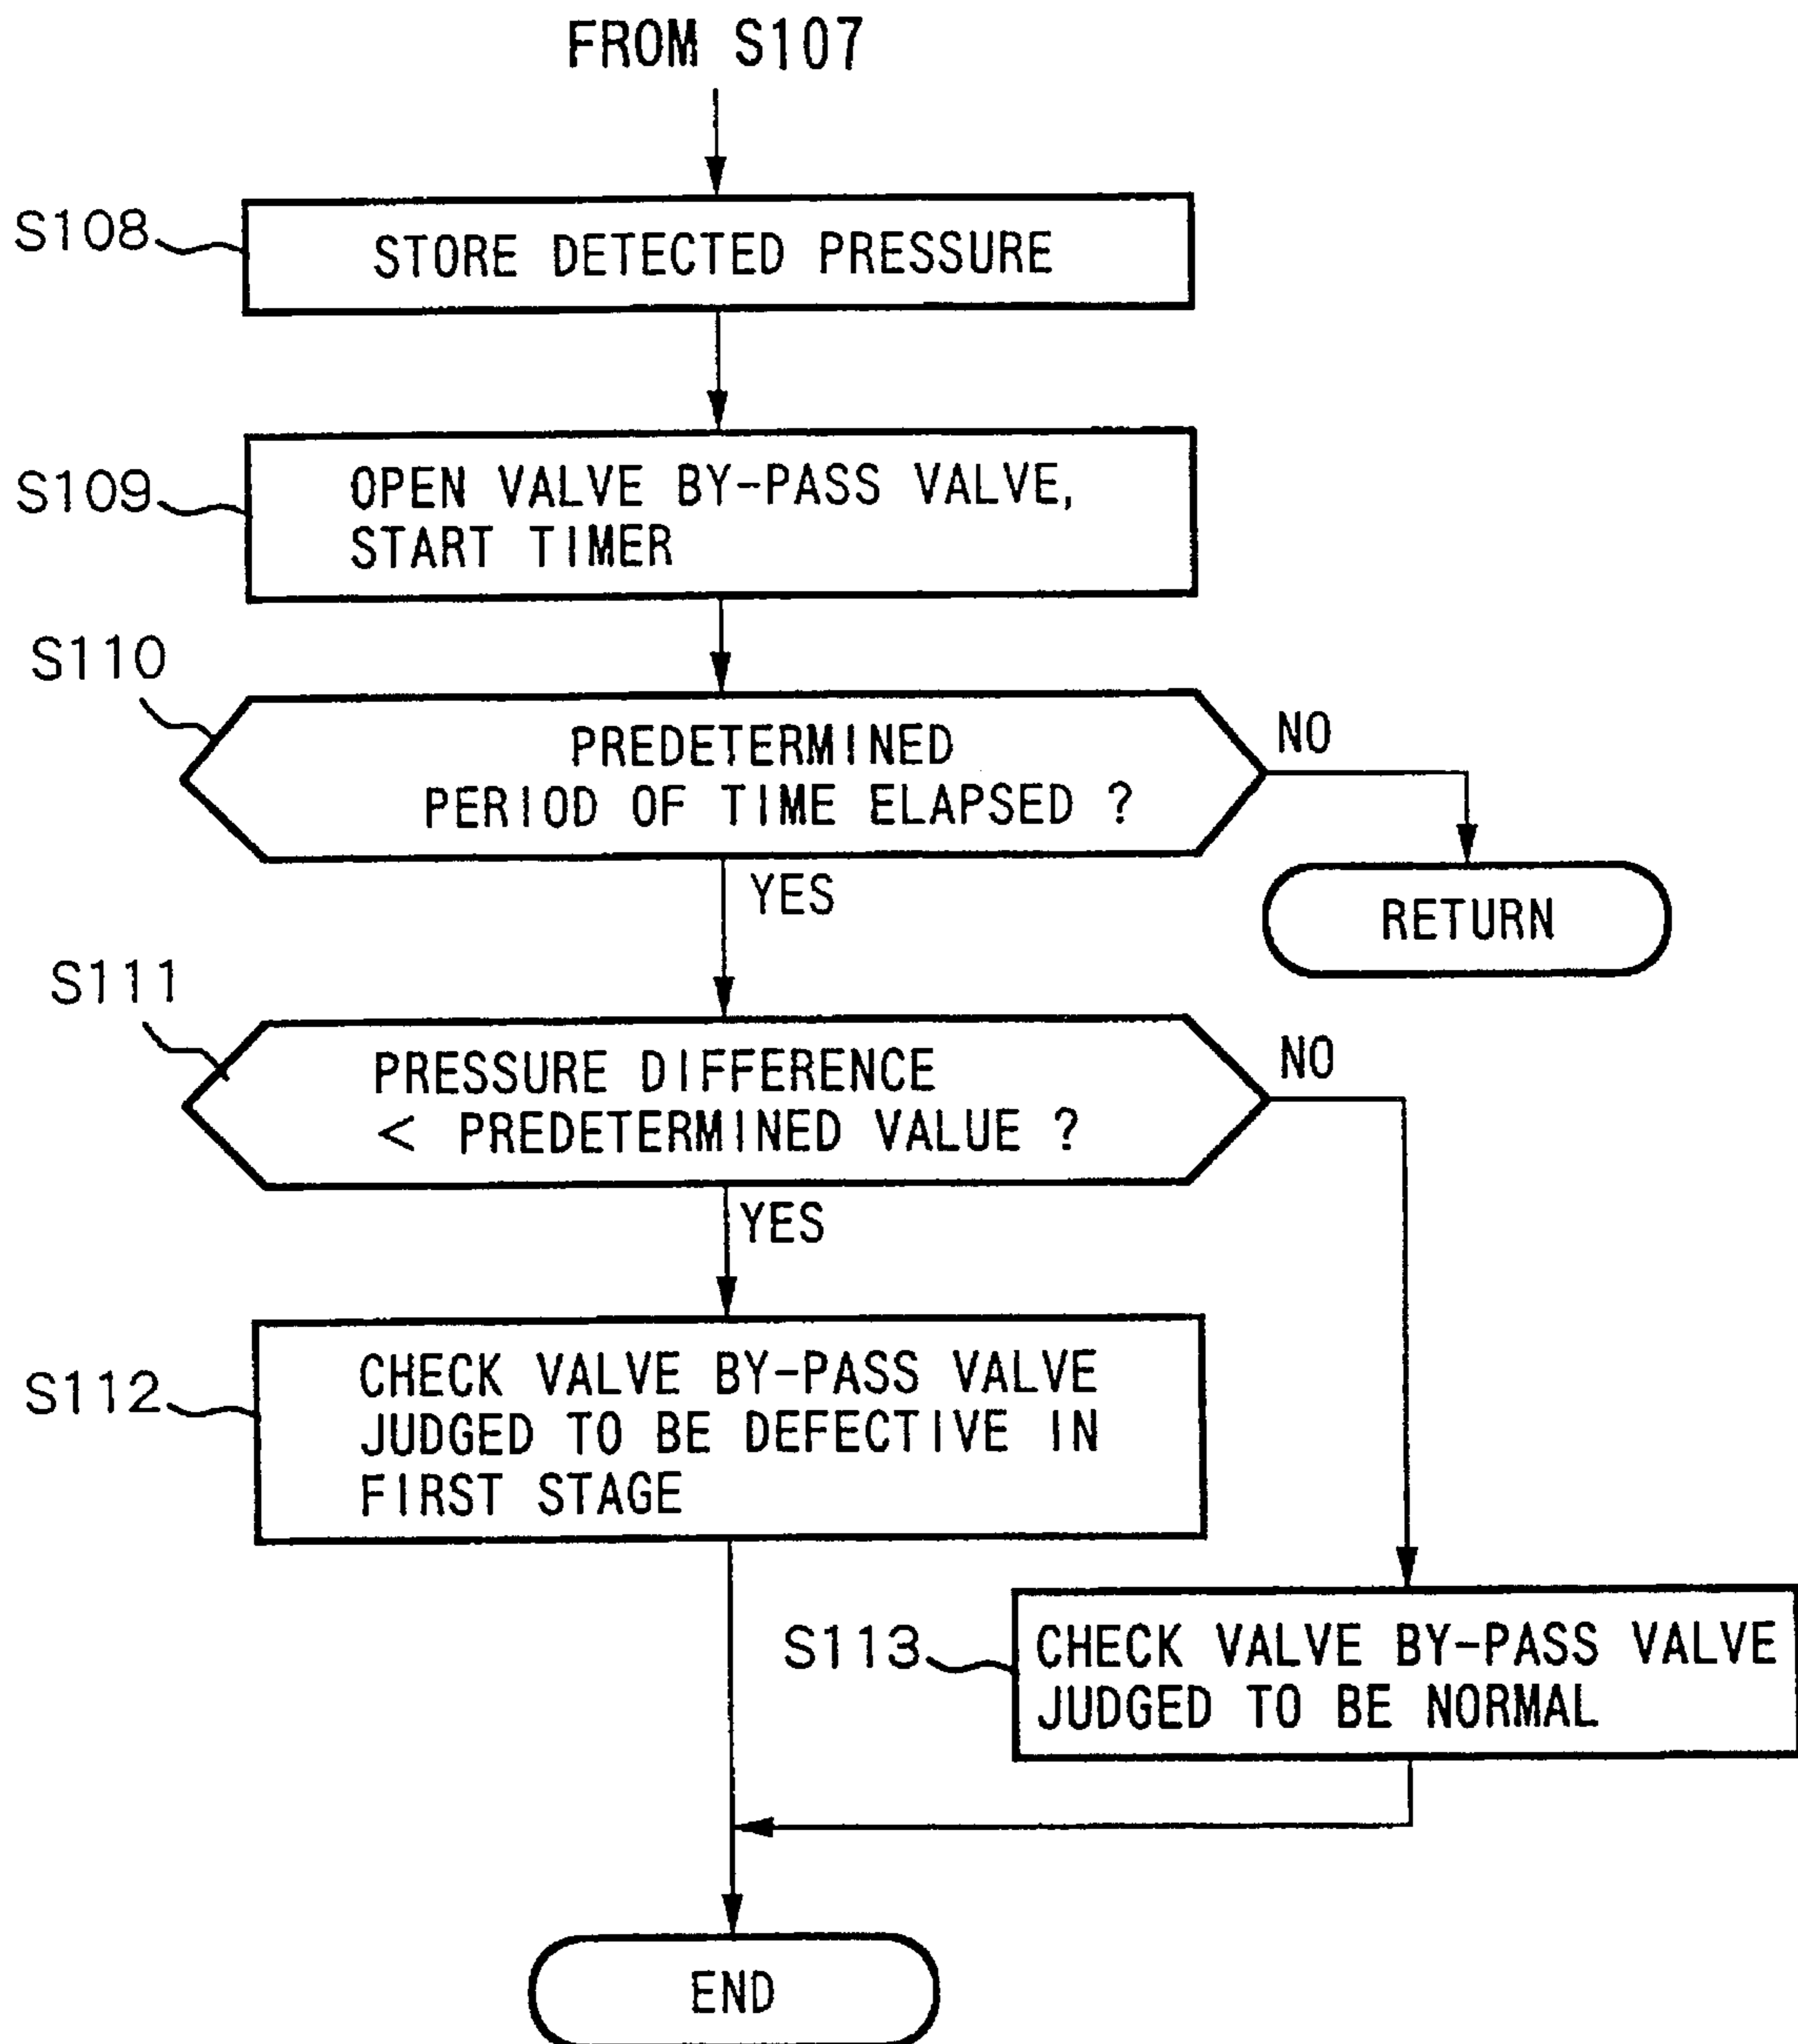 FROM S107
S108
STORE DETECTED PRESSURE
S109
OPEN VALVE BY-PASS VALVE,
START TIMER
S110
PREDETERMINED
PERIOD OF TIME ELAPSED ?
NO
YES
RETURN
S111
PRESSURE DIFFERENCE
< PREDETERMINED VALUE ?
NO
YES
S112
CHECK VALVE BY-PASS VALVE
JUDGED TO BE DEFECTIVE IN
FIRST STAGE
S113
CHECK VALVE BY-PASS VALVE
JUDGED TO BE NORMAL
END